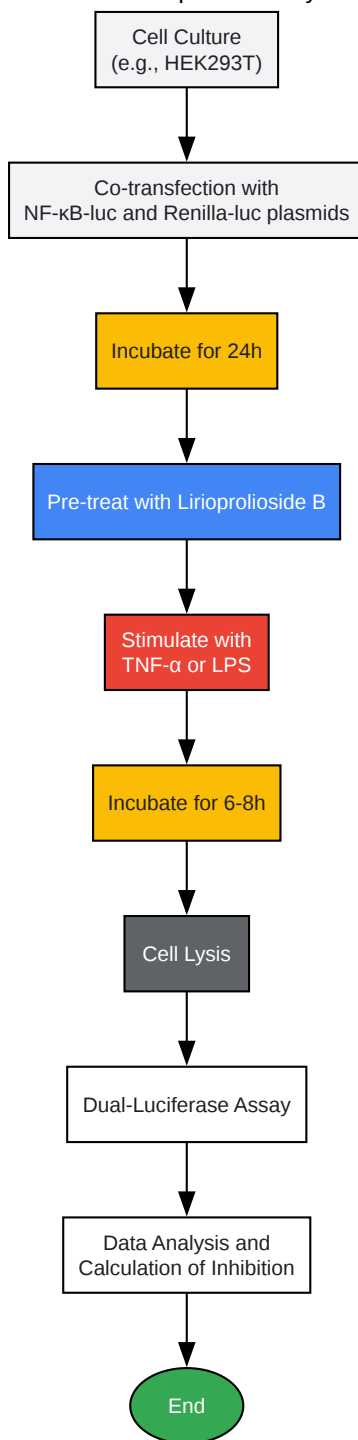 Cell Culture
(e.g., HEK293T)
Co-transfection with
NF-κB-luc and Renilla-luc plasmids
Incubate for 24h
Pre-treat with Lirioprolioside B
Stimulate with
TNF-α or LPS
Incubate for 6-8h
Cell Lysis
Dual-Luciferase Assay
Data Analysis and
Calculation of Inhibition
End